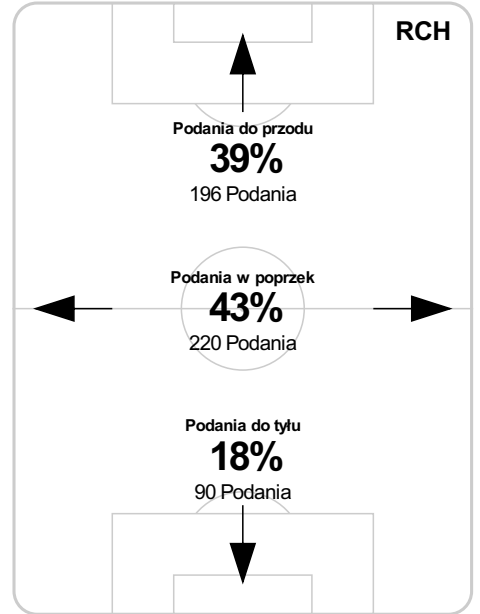 RCH
Podania do przodu
39%
196 Podania
Podania w poprzek
43%
220 Podania
Podania do tyłu
18%
90 Podania